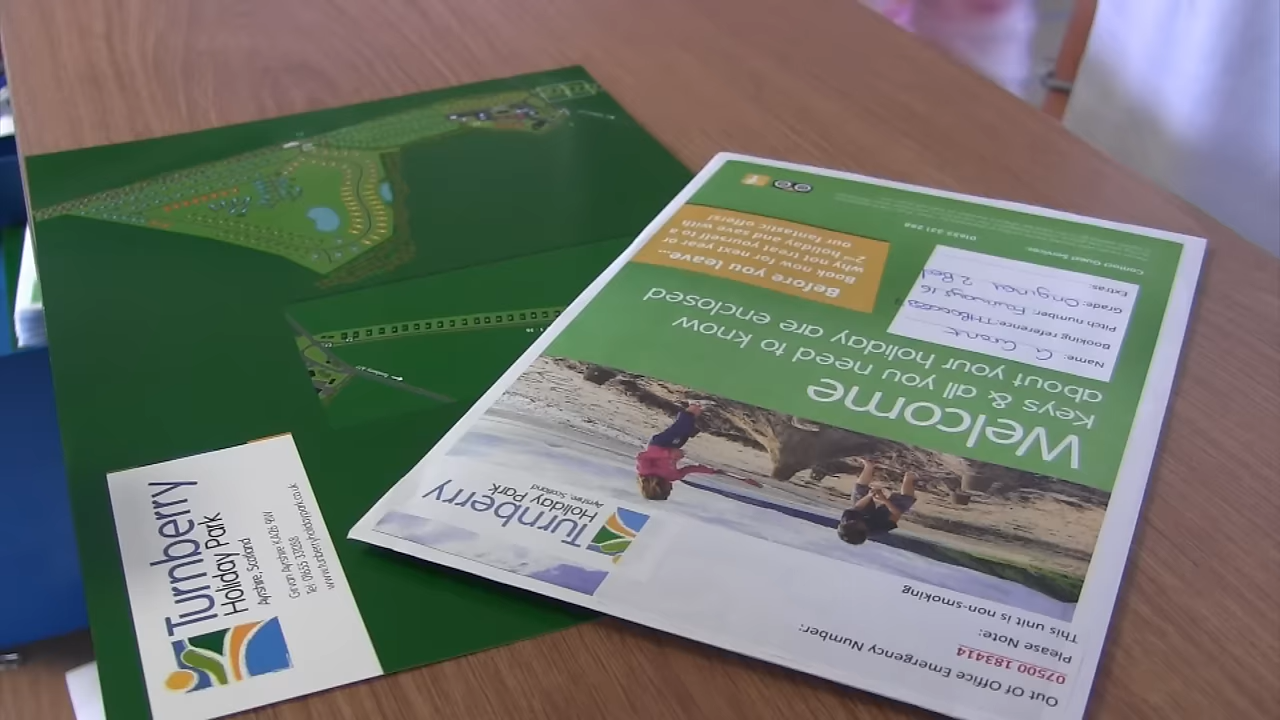 Turnberry
Holiday Park
Ayrshire, Scotland
Girvan Ayrshire KA26 9JW
Tel. 01655 331288
www.turnberryholidaypark.co.uk
Out Of Office Emergency Number:
07500 183414
Please Note:
This unit is non-smoking
Turnberry
Holiday Park
Ayrshire, Scotland
Welcome
Keys & all you need to know
about your holiday are enclosed
Name: G Grant
Booking reference:
Pitch number: Fairways 16
Grade: Original 2 Bed
Extras:
Before you leave...
Book now for next year or
why not treat yourself to a
2nd holiday and save with
our fantastic offers!
Contact Guest Services: